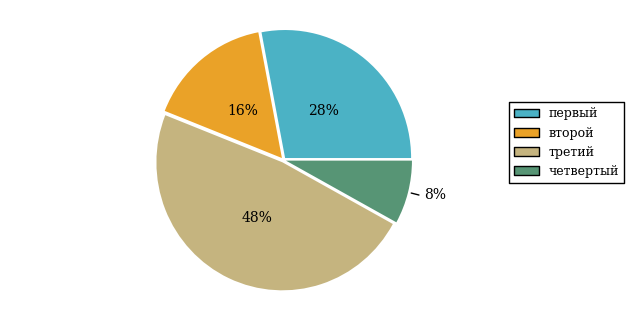 16%
28%
48%
8%
первый
второй
третий
четвертый